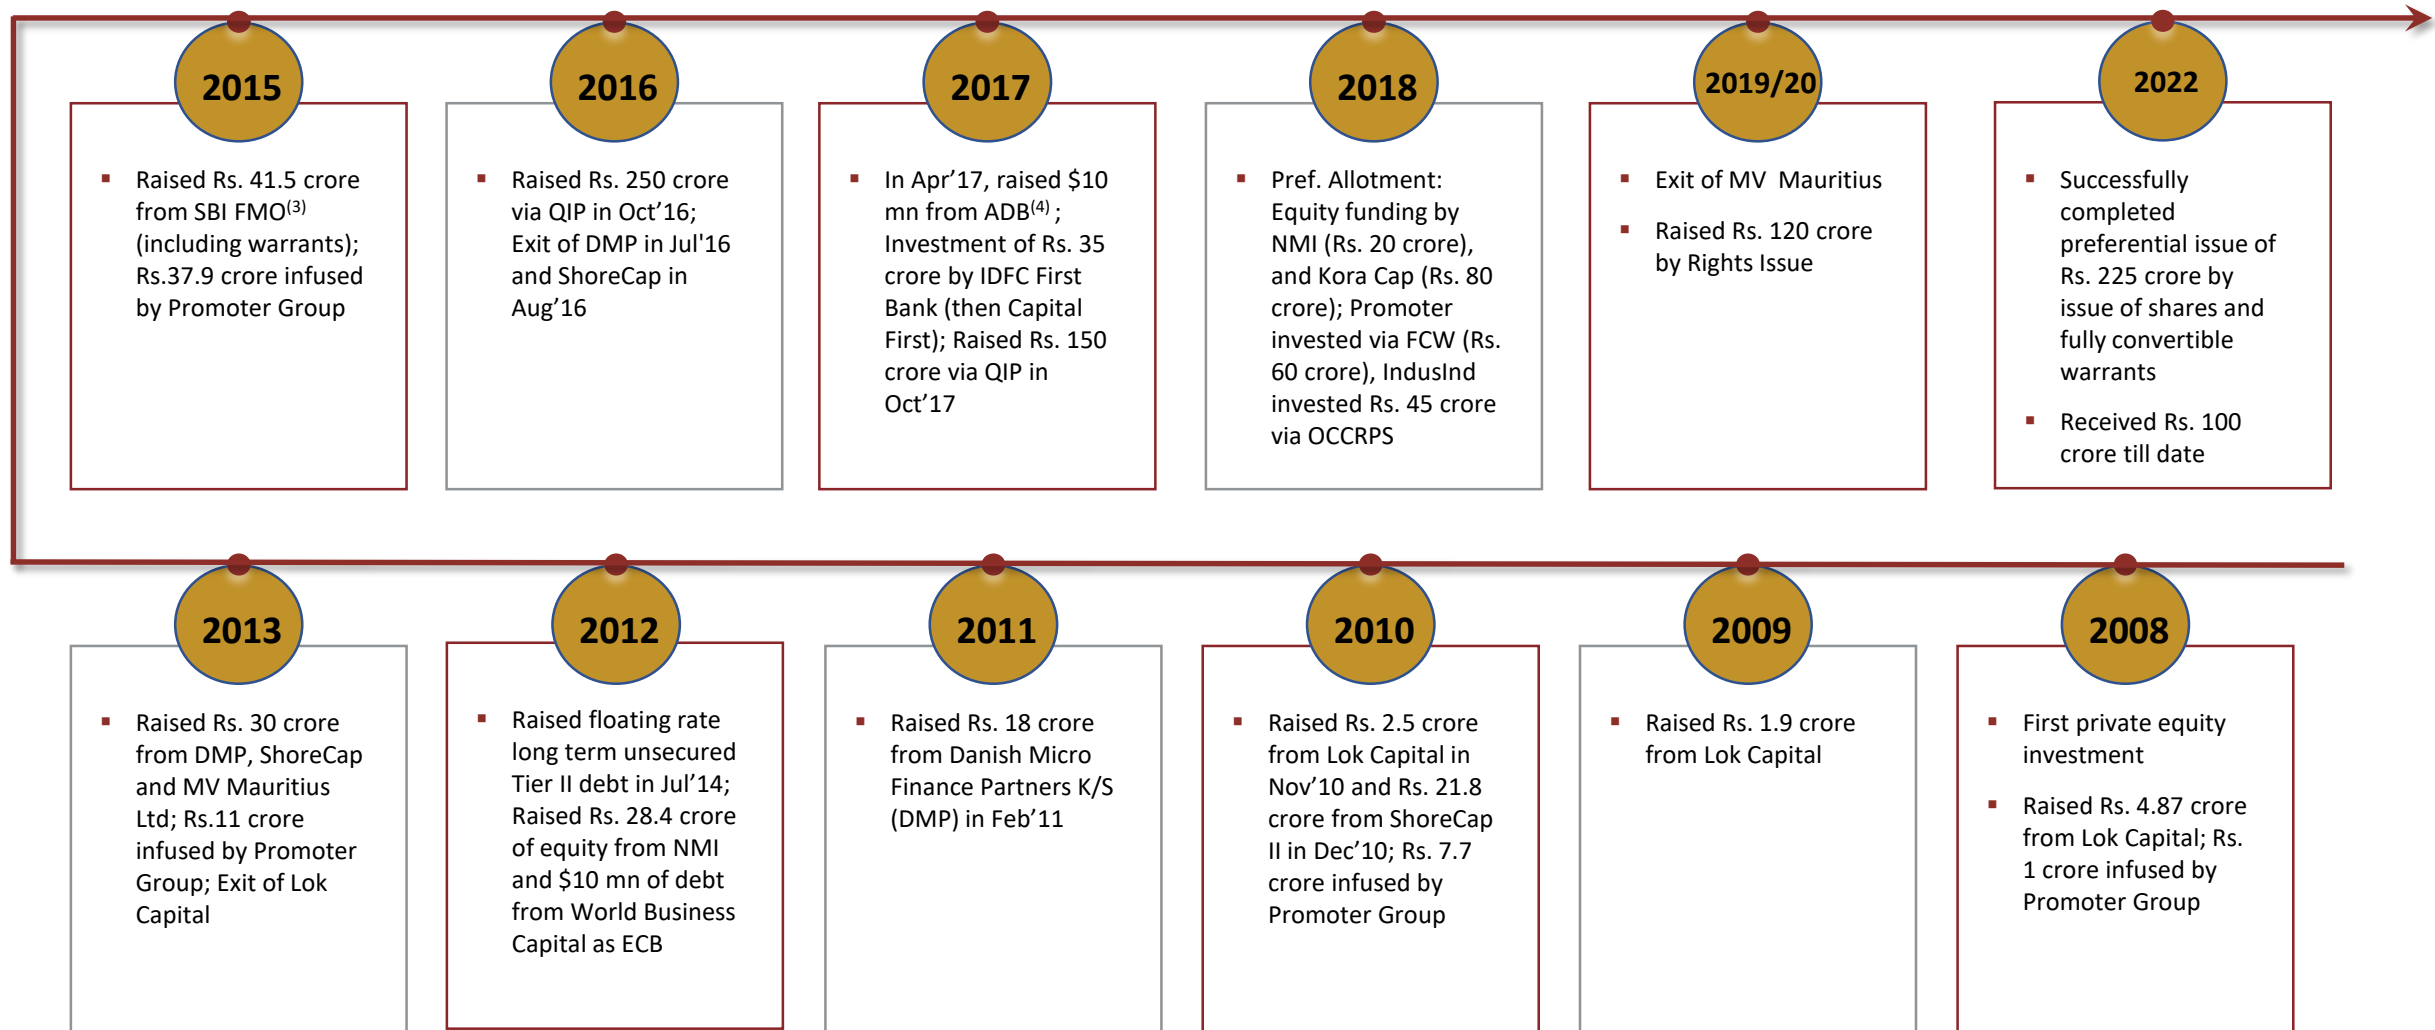 2015
Raised Rs. 41.5 crore
from SBI FMO(3)
(including warrants);
Rs.37.9 crore infused
by Promoter Group
2016
Raised Rs. 250 crore
via QIP in Oct’16;
Exit of DMP in Jul'16
and ShoreCap in
Aug’16
2017
In Apr’17, raised $10
mn from ADB(4) ;
Investment of Rs. 35
crore by IDFC First
Bank (then Capital
First); Raised Rs. 150
crore via QIP in
Oct’17
2018
Pref. Allotment:
Equity funding by
NMI (Rs. 20 crore),
and Kora Cap (Rs. 80
crore); Promoter
invested via FCW (Rs.
60 crore), IndusInd
invested Rs. 45 crore
via OCCRPS
2019/20
Exit of MV  Mauritius
Raised Rs. 120 crore
by Rights Issue
2022
Successfully
completed
preferential issue of
Rs. 225 crore by
issue of shares and
fully convertible
warrants
Received Rs. 100
crore till date
2013
Raised Rs. 30 crore
from DMP, ShoreCap
and MV Mauritius
Ltd; Rs.11 crore
infused by Promoter
Group; Exit of Lok
Capital
2012
Raised floating rate
long term unsecured
Tier II debt in Jul’14;
Raised Rs. 28.4 crore
of equity from NMI
and $10 mn of debt
from World Business
Capital as ECB
2011
Raised Rs. 18 crore
from Danish Micro
Finance Partners K/S
(DMP) in Feb’11
2010
Raised Rs. 2.5 crore
from Lok Capital in
Nov’10 and Rs. 21.8
crore from ShoreCap
II in Dec’10; Rs. 7.7
crore infused by
Promoter Group
2009
Raised Rs. 1.9 crore
from Lok Capital
2008
First private equity
investment
Raised Rs. 4.87 crore
from Lok Capital; Rs.
1 crore infused by
Promoter Group